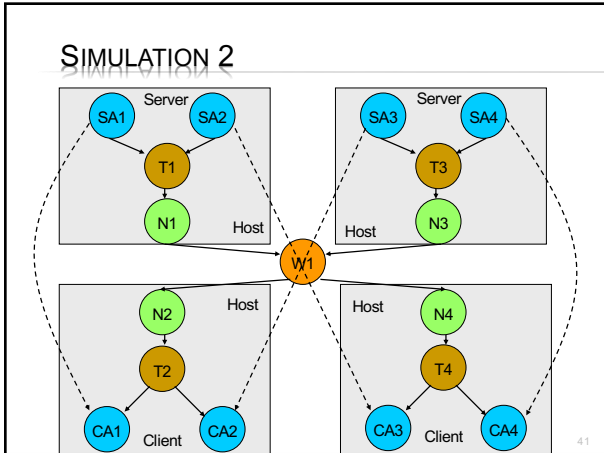 SIMULATION 2
Server
Server
SA1
SA2
SA3
SA4
T1
T3
N1
N3
Host
Host
W1
Host
Host
N2
N4
T2
T4
CA1
CA2
CA3
CA4
Client
Client
41